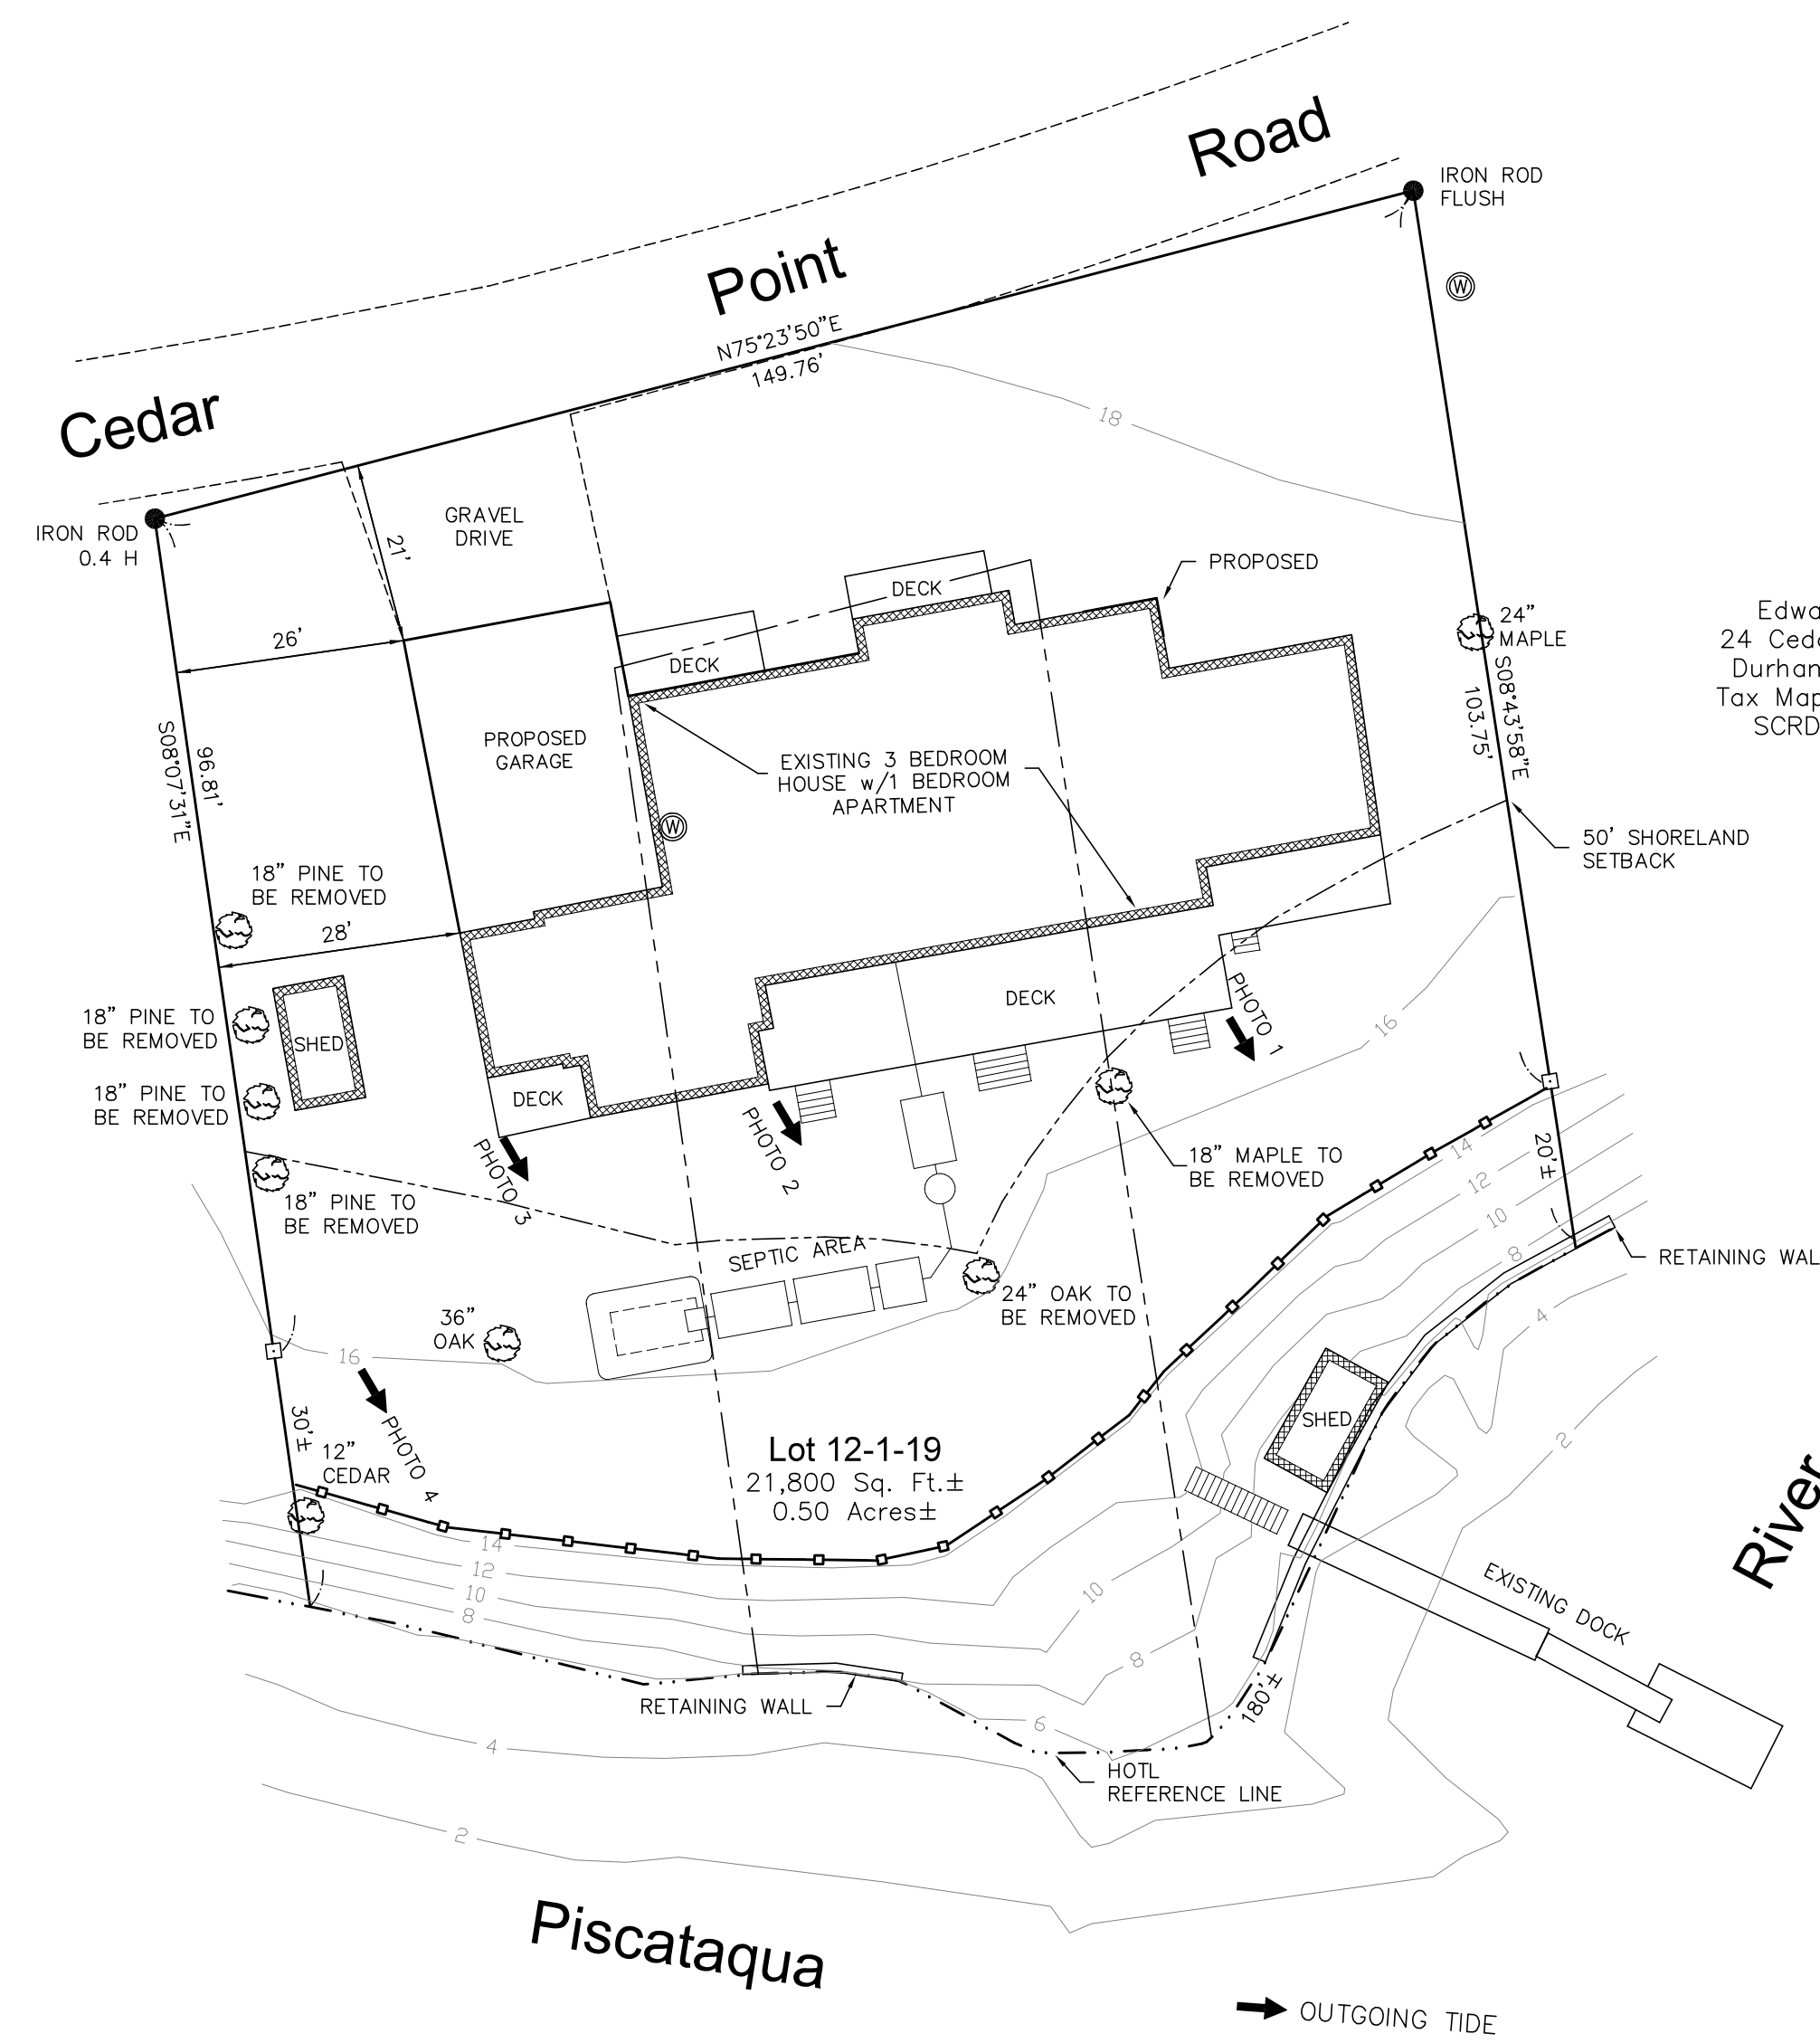 Road
IRON ROD
FLUSH
W
Point
N75°23'50"E
149.76'
Cedar
18
IRON ROD
0.4 H
GRAVEL
DRIVE
21'
PROPOSED
DECK
DECK
26'
24"
MAPLE
Edwa
24 Ceda
Durhan
Tax Map
SCRD
S08°43'58"E
103.75'
S08°07'31"E
96.81'
PROPOSED
GARAGE
EXISTING 3 BEDROOM
HOUSE w/1 BEDROOM
APARTMENT
W
50' SHORELAND
SETBACK
18" PINE TO
BE REMOVED
28'
DECK
PHOTO 1
16
18" PINE TO
BE REMOVED
SHED
18" PINE TO
BE REMOVED
DECK
PHOTO 2
PHOTO 3
18" MAPLE TO
BE REMOVED
14
20'±
12
10
8
18" PINE TO
BE REMOVED
SEPTIC AREA
RETAINING WAL
24" OAK TO
BE REMOVED
36"
OAK
4
16
30'±
PHOTO 4
12"
CEDAR
SHED
2
Lot 12-1-19
21,800 Sq. Ft.±
0.50 Acres±
River
14
12
10
8
10
EXISTING DOCK
8
RETAINING WALL
180'±
6
4
HOTL
REFERENCE LINE
2
Piscataqua
OUTGOING TIDE